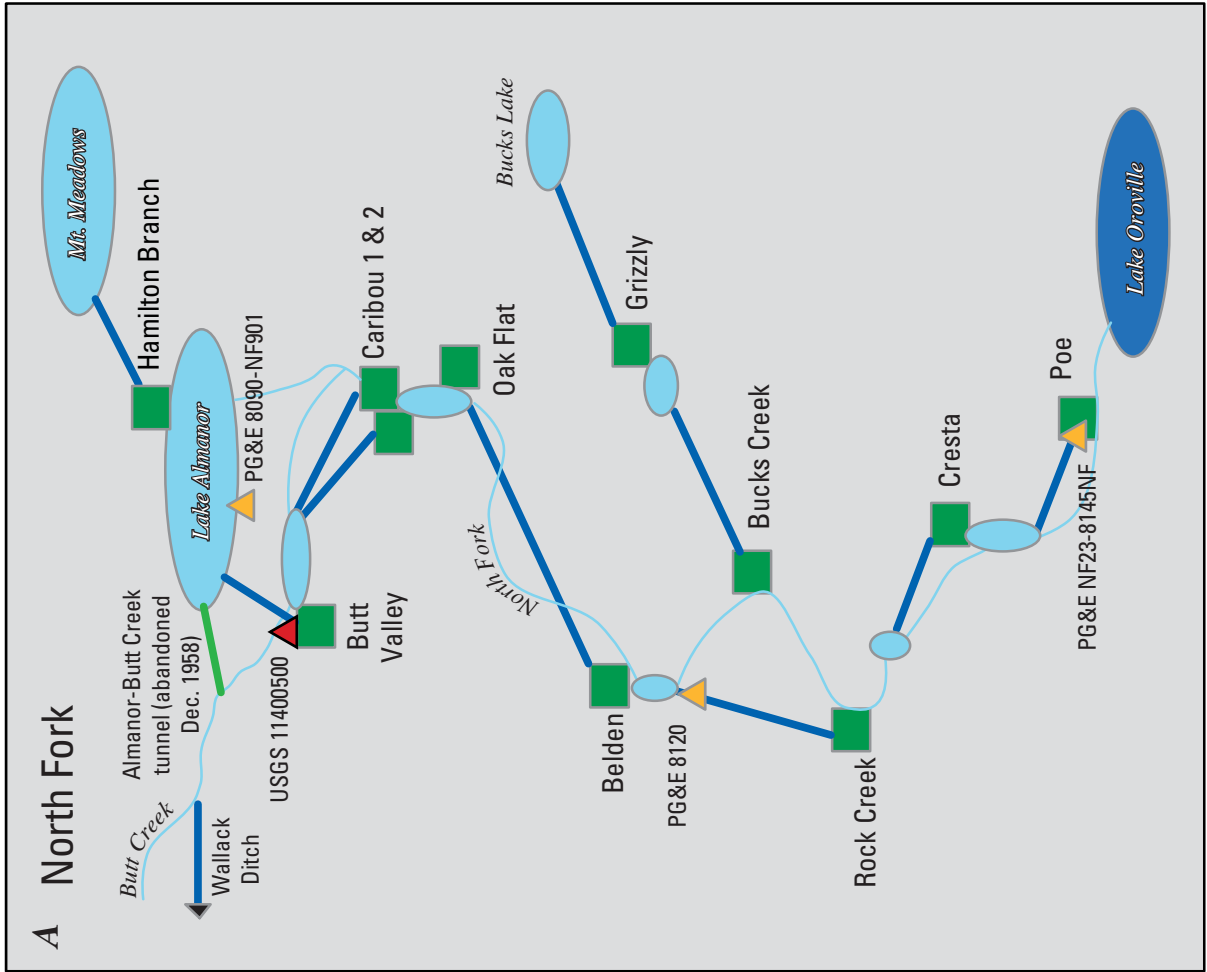 A North Fork
Mt. Meadows
Hamilton Branch
Lake Almanor
PG&E 8090-NF901
Almanor-Butt Creek
tunnel (abandoned
Dec. 1958)
Butt Creek
Wallack
Ditch
USGS 11400500
Butt
Valley
Caribou 1 & 2
Oak Flat
North Fork
Belden
PG&E 8120
Bucks Lake
Grizzly
Bucks Creek
Rock Creek
Cresta
Poe
PG&E NF23-8145NF
Lake Oroville